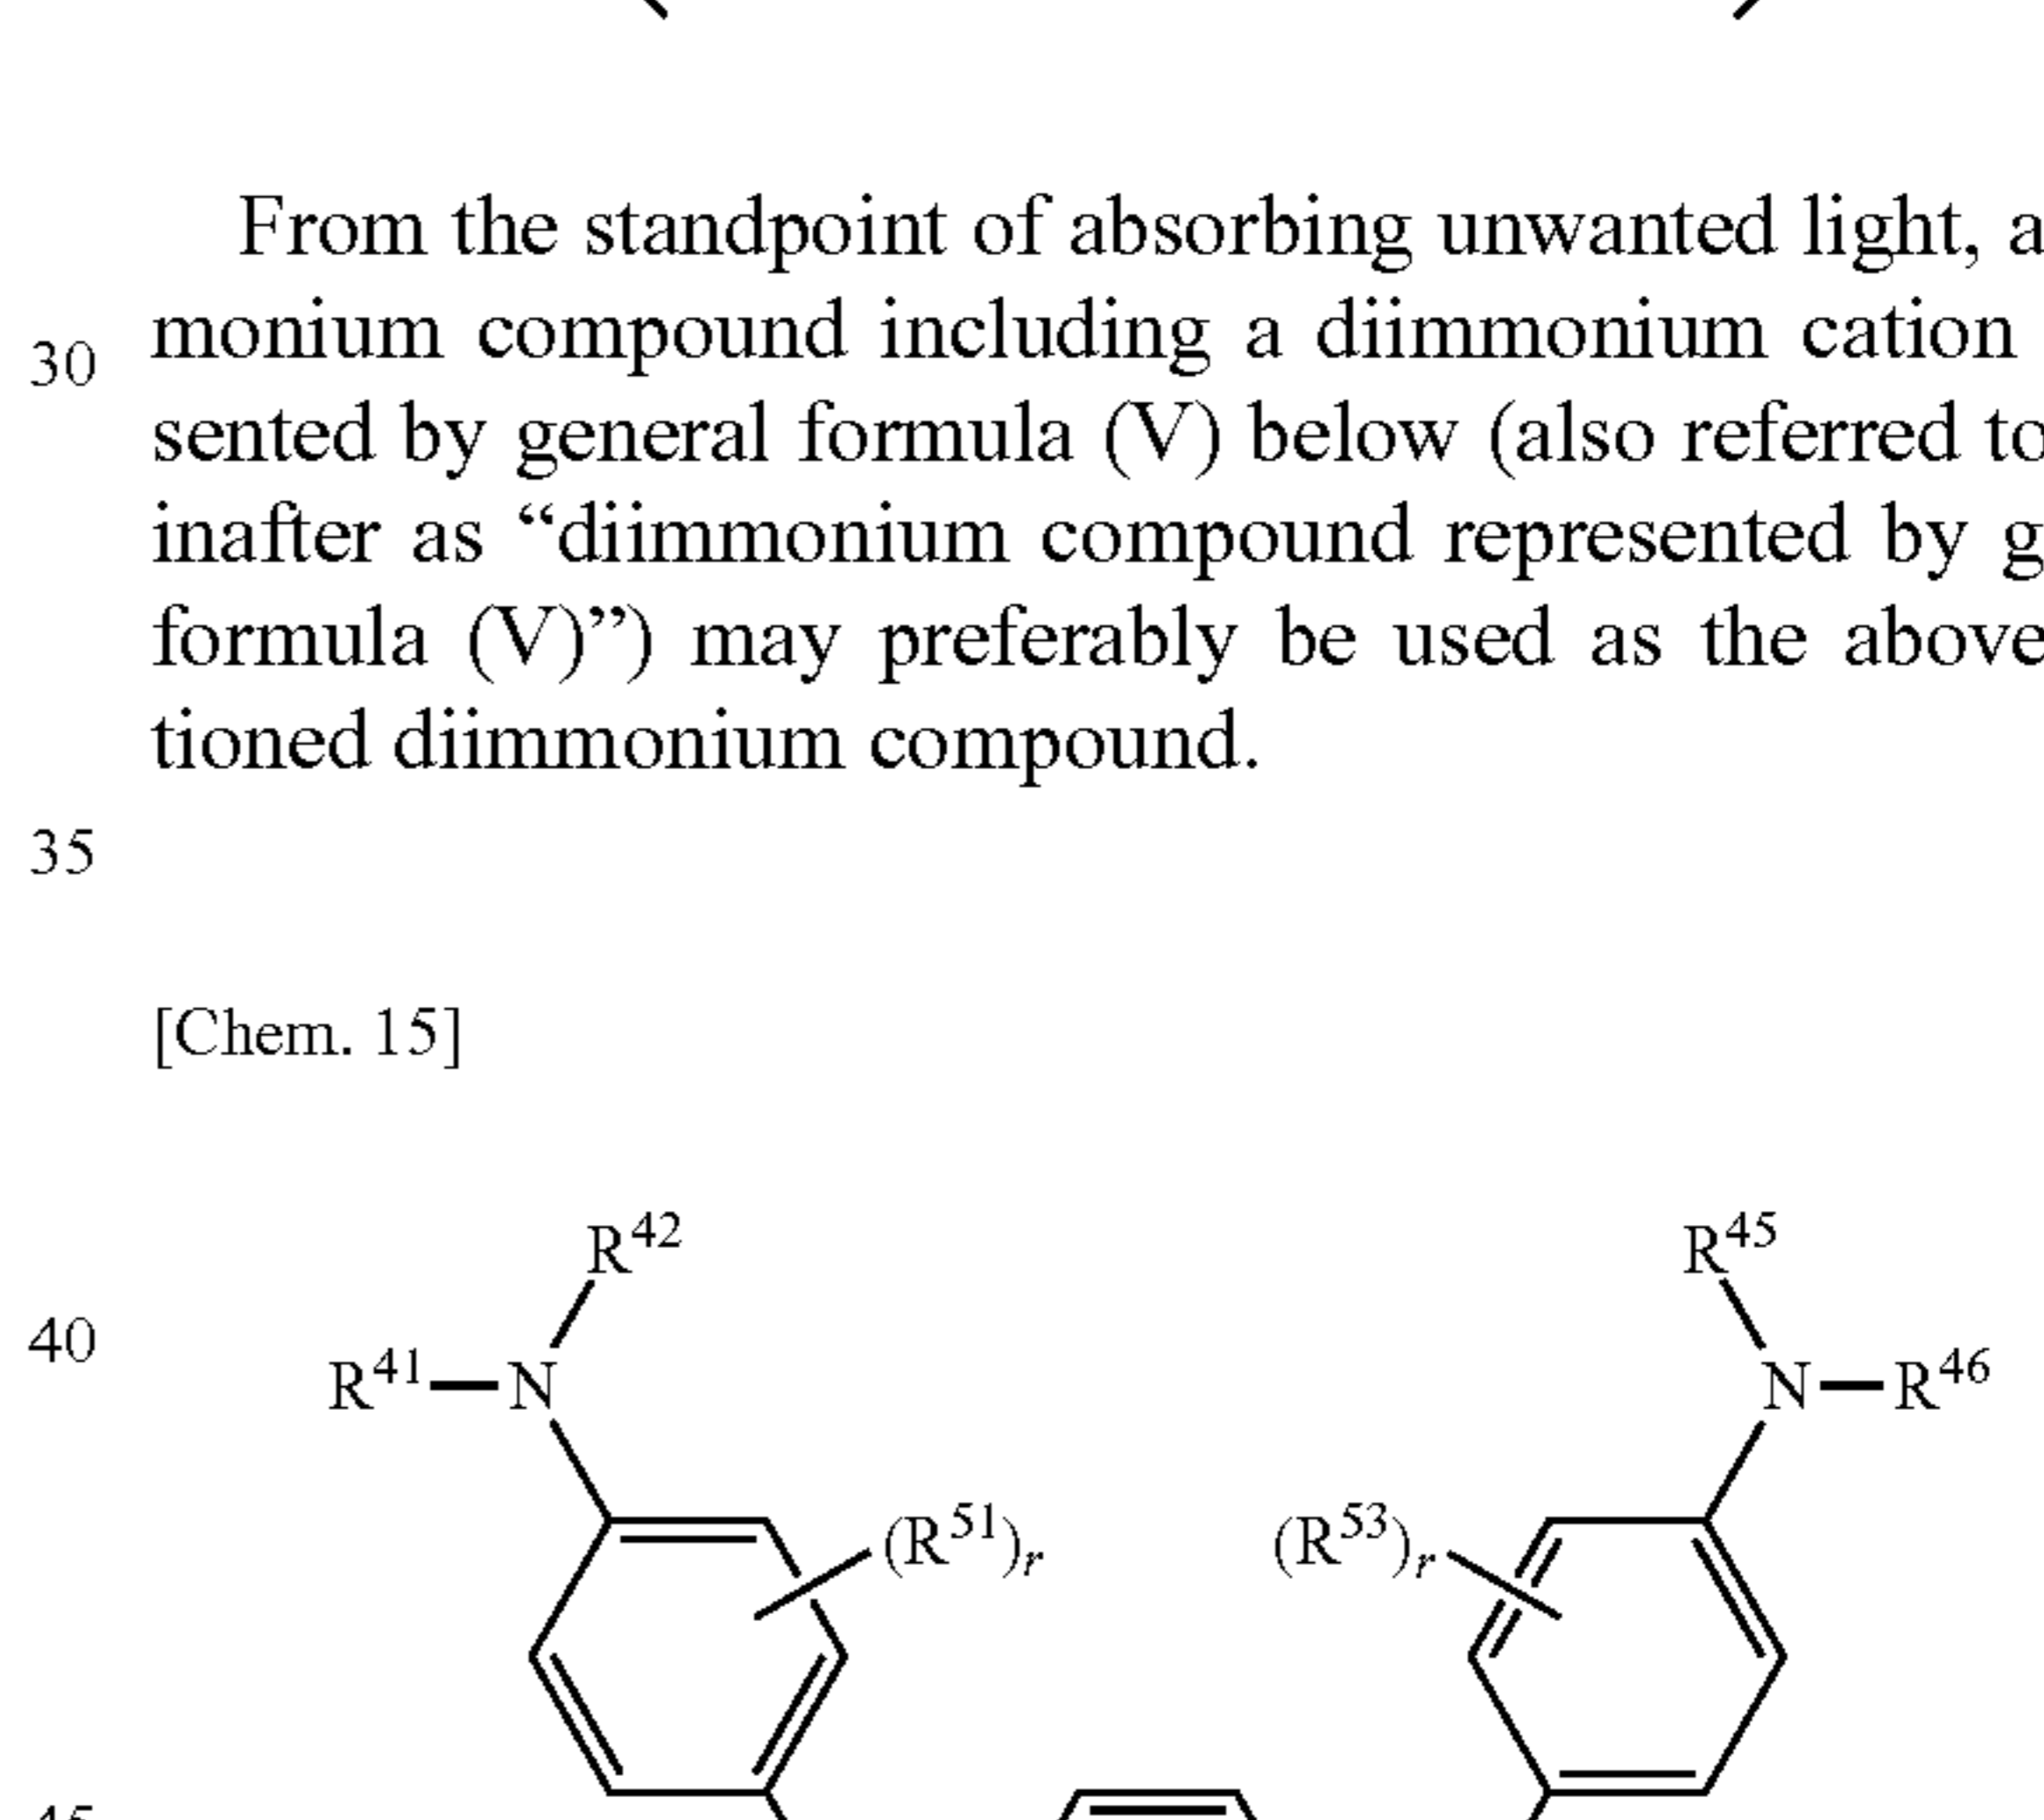 From the standpoint of absorbing unwanted light, a
30 monium compound including a diimmonium cation
sented by general formula (V) below (also referred to
inafter as “diimmonium compound represented by g
formula (V)”) may preferably be used as the above
tioned diimmonium compound.
35
[Chem. 15]
R42 R45
40
R41—N N—R46
(R51)r (R53)r